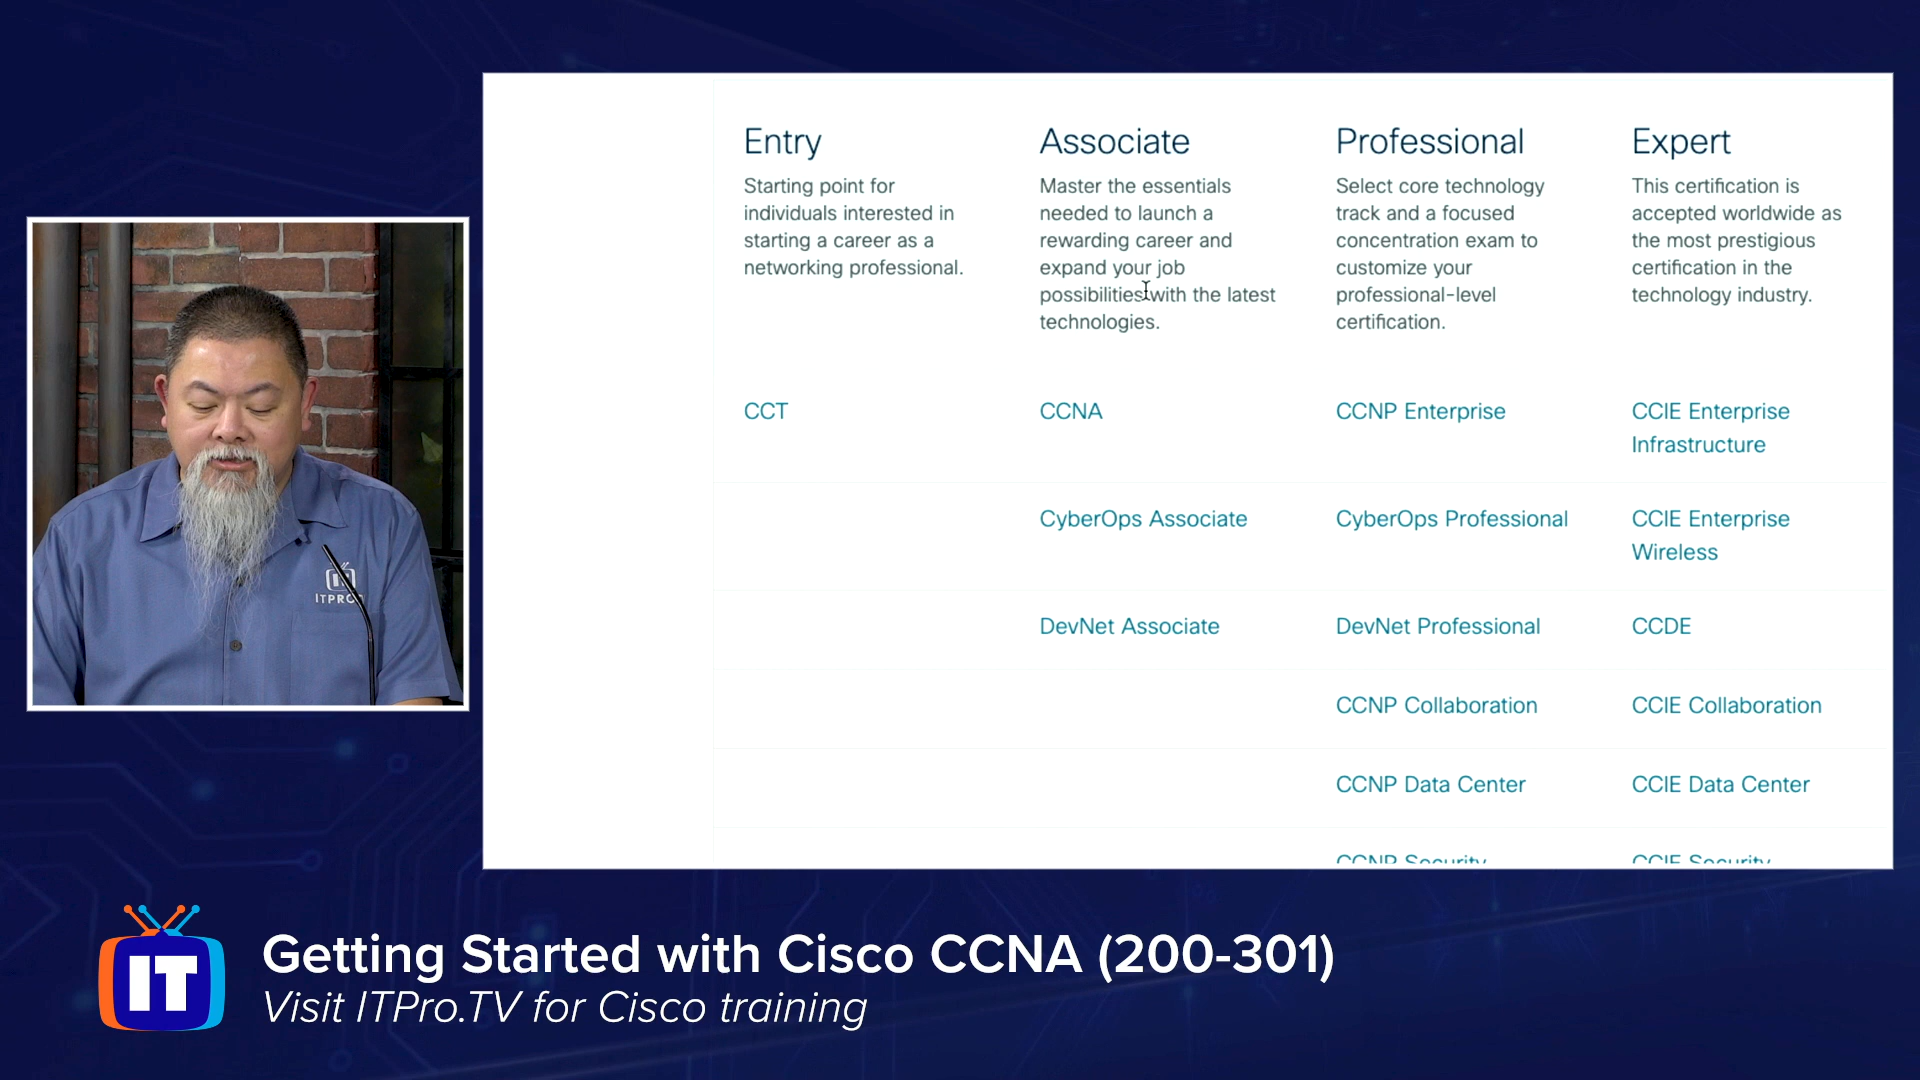 Entry
Starting point for
individuals interested in
starting a career as a
networking professional.
Associate
Master the essentials
needed to launch a
rewarding career and
expand your job
possibilities with the latest
technologies.
Professional
Select core technology
track and a focused
concentration exam to
customize your
professional-level
certification.
Expert
This certification is
accepted worldwide as
the most prestigious
certification in the
technology industry.
CCT
CCNA
CCNP Enterprise
CCIE Enterprise
Infrastructure
CyberOps Associate
CyberOps Professional
CCIE Enterprise
Wireless
DevNet Associate
DevNet Professional
CCDE
CCNP Collaboration
CCIE Collaboration
CCNP Data Center
CCIE Data Center
CCNP Security
CCIE Security
IT
ITPRO
IT
Getting Started with Cisco CCNA (200-301)
Visit ITPro.TV for Cisco training